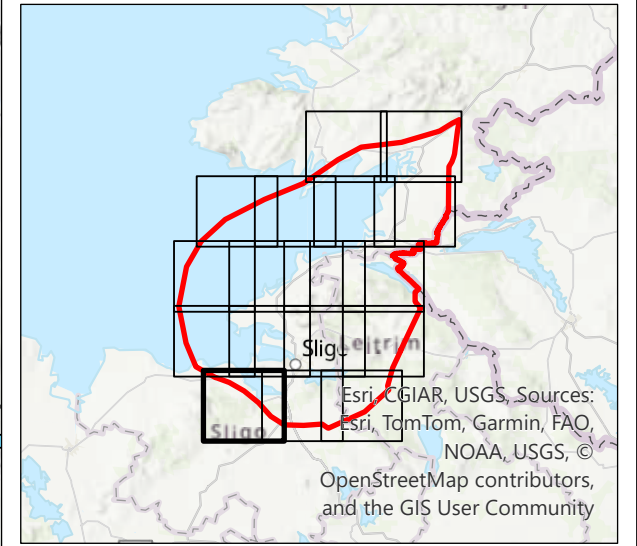 Sligo
Leitrim
Sligo
Esri, CGIAR, USGS, Sources:
Esri, TomTom, Garmin, FAO,
NOAA, USGS, ©
OpenStreetMap contributors,
and the GIS User Community